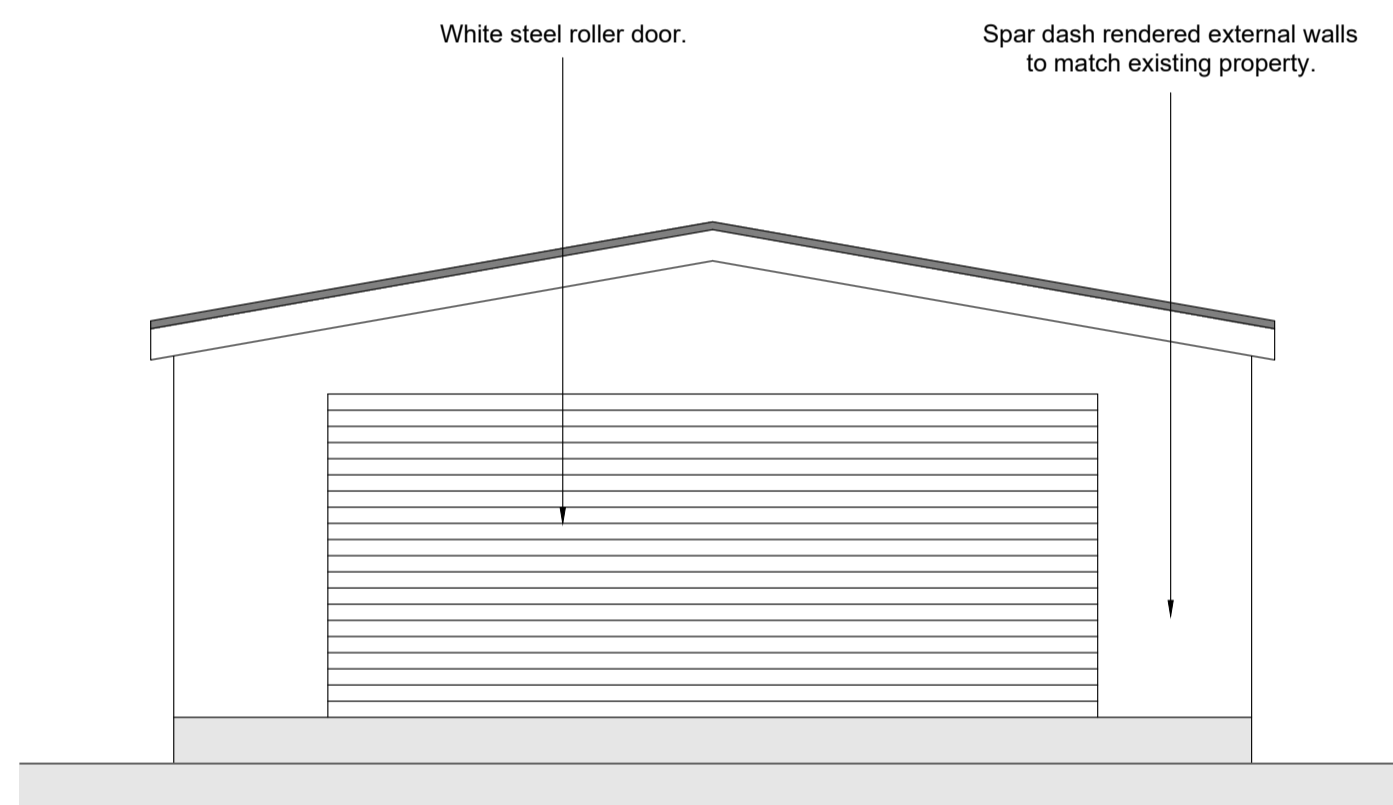 White steel roller door.
Spar dash rendered external walls
to match existing property.